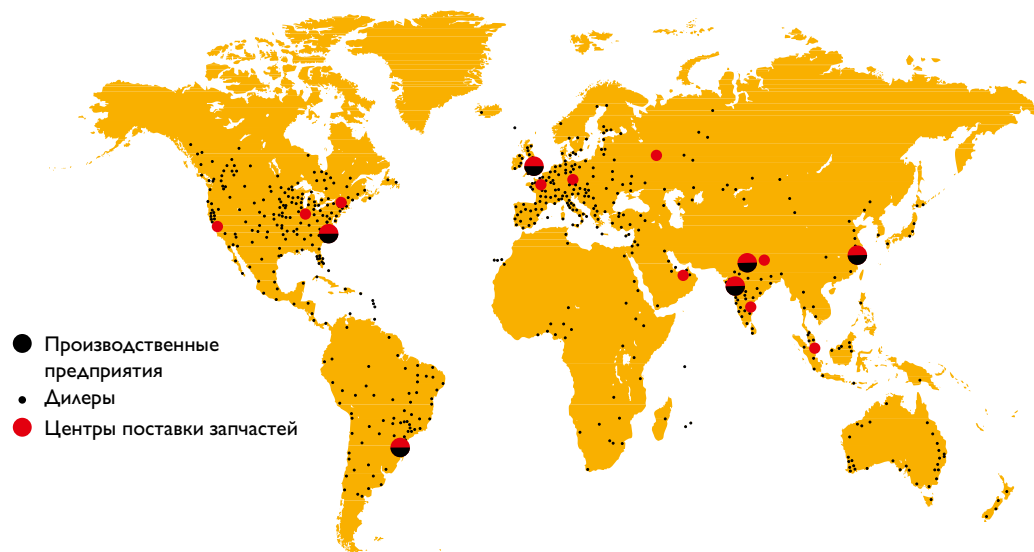 Производственные
предприятия
Дилеры
Центры поставки запчастей